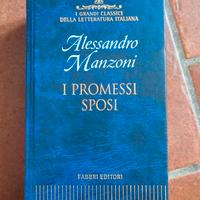 I GRANDI CLASSICI
DELLA LETTERATURA ITALIANA
Alessandro
Manzoni
I PROMESSI
SPOSI
FABBRI EDITORI